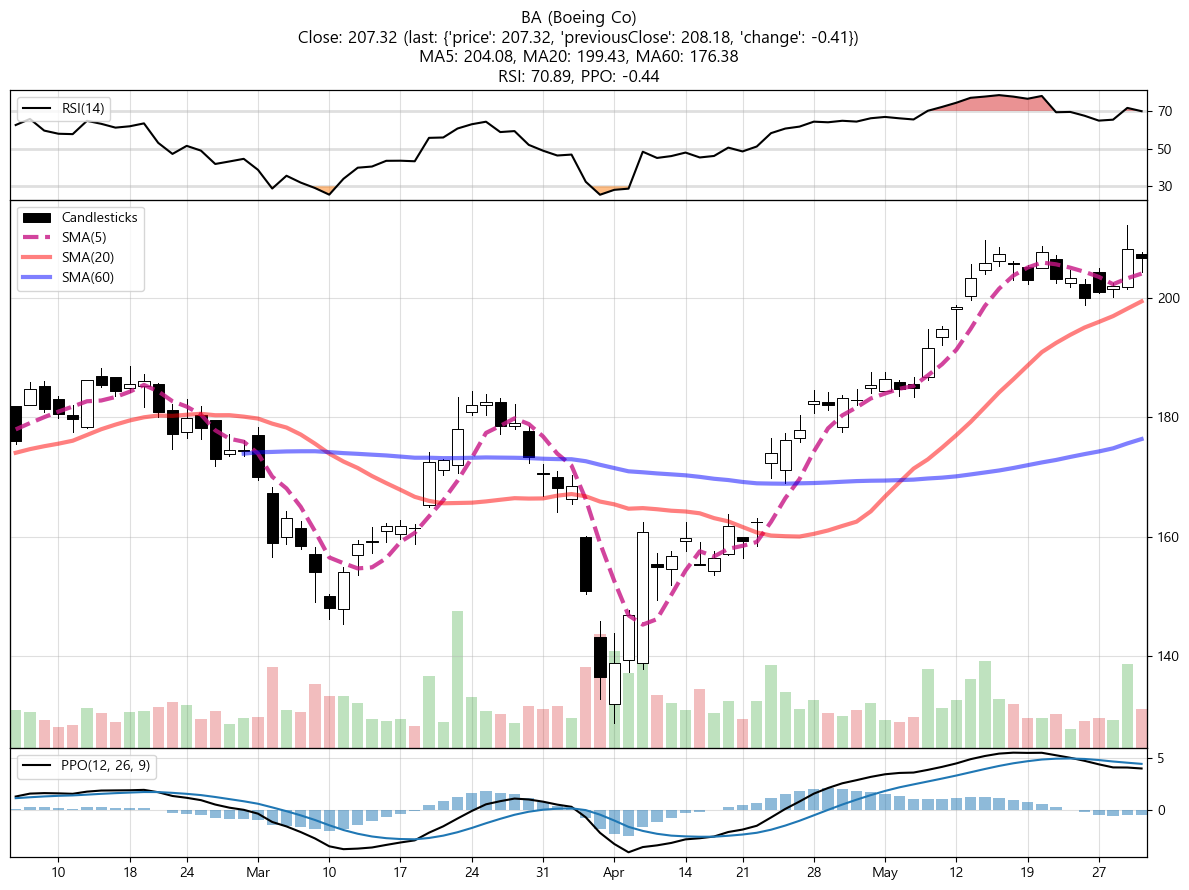 BA (Boeing Co)
Close: 207.32 (last: {'price': 207.32, 'previousClose': 208.18, 'change': -0.41})
MA5: 204.08, MA20: 199.43, MA60: 176.38
RSI: 70.89, PPO: -0.44
RSI(14)
70
50
30
Candlesticks
SMA(5)
SMA(20)
SMA(60)
200
180
160
140
PPO(12, 26, 9)
5
0
10 18 24 Mar 10 17 24 31 Apr 14 21 28 May 12 19 27